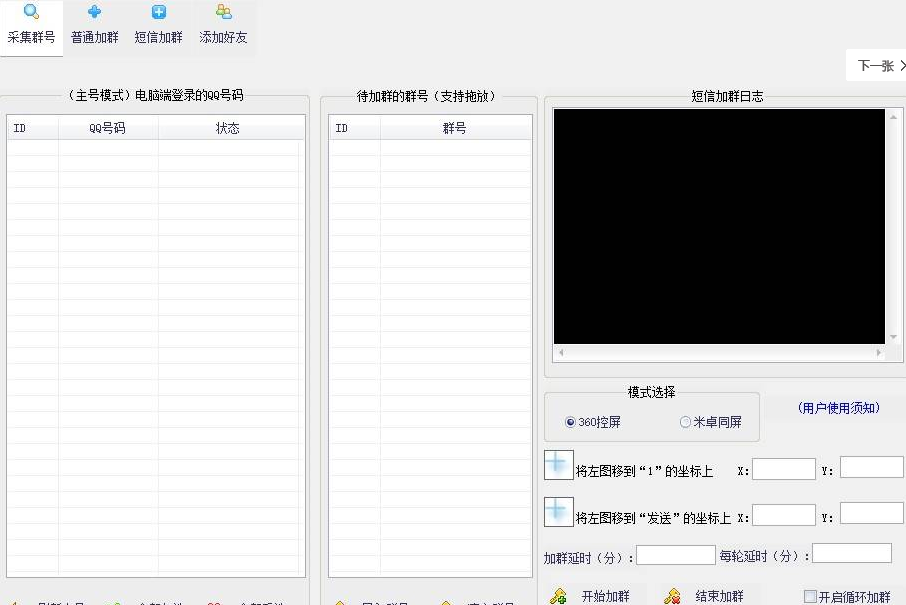 采集群号 普通加群 短信加群 添加好友
下一张
（主号模式）电脑端登录的QQ号码
ID QQ号码 状态
待加群的群号（支持拖放）
ID 群号
短信加群日志
模式选择
360控屏 米卓同屏
（用户使用须知）
将左图移到“1”的坐标上 X: Y:
将左图移到“发送”的坐标上 X: Y:
加群延时（分）: 每轮延时（分）:
开始加群 结束加群 开启循环加群